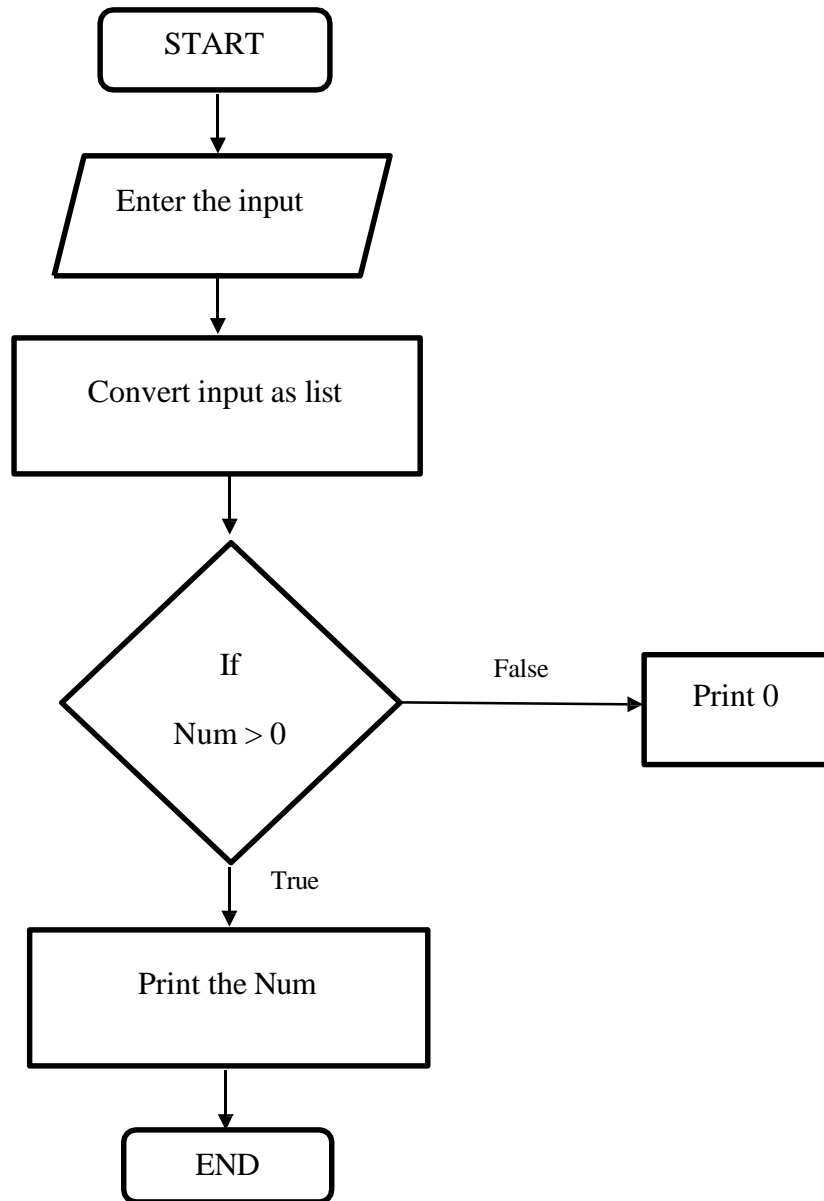 START
Enter the input
Convert input as list
If
Num > 0
False
Print 0
True
Print the Num
END